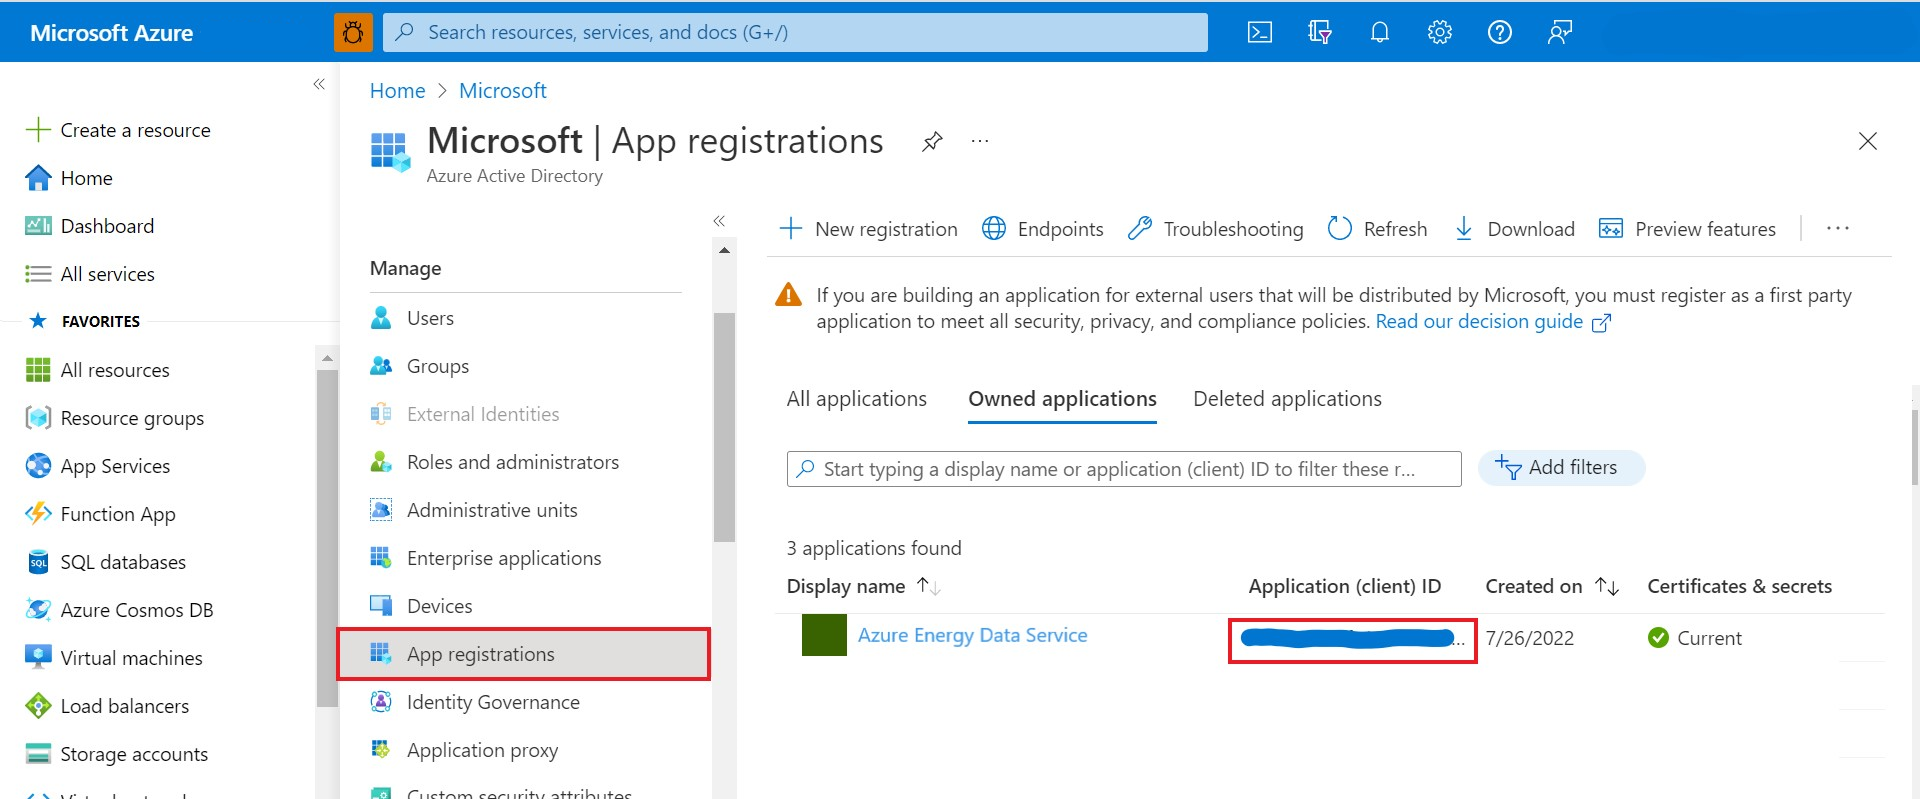 Microsoft Azure
Search resources, services, and docs (G+/)
Create a resource
Home
Dashboard
All services
FAVORITES
All resources
Resource groups
App Services
Function App
SQL databases
Azure Cosmos DB
Virtual machines
Load balancers
Storage accounts
Home > Microsoft
Microsoft | App registrations ...
Azure Active Directory
Manage
Users
Groups
External Identities
Roles and administrators
Administrative units
Enterprise applications
Devices
App registrations
Identity Governance
Application proxy
Custom security attributes
New registration Endpoints Troubleshooting Refresh Download Preview features ...
If you are building an application for external users that will be distributed by Microsoft, you must register as a first party
application to meet all security, privacy, and compliance policies. Read our decision guide
All applications Owned applications Deleted applications
Start typing a display name or application (client) ID to filter these r...
Add filters
3 applications found
Display name Application (client) ID Created on Certificates & secrets
Azure Energy Data Service ... 7/26/2022 Current